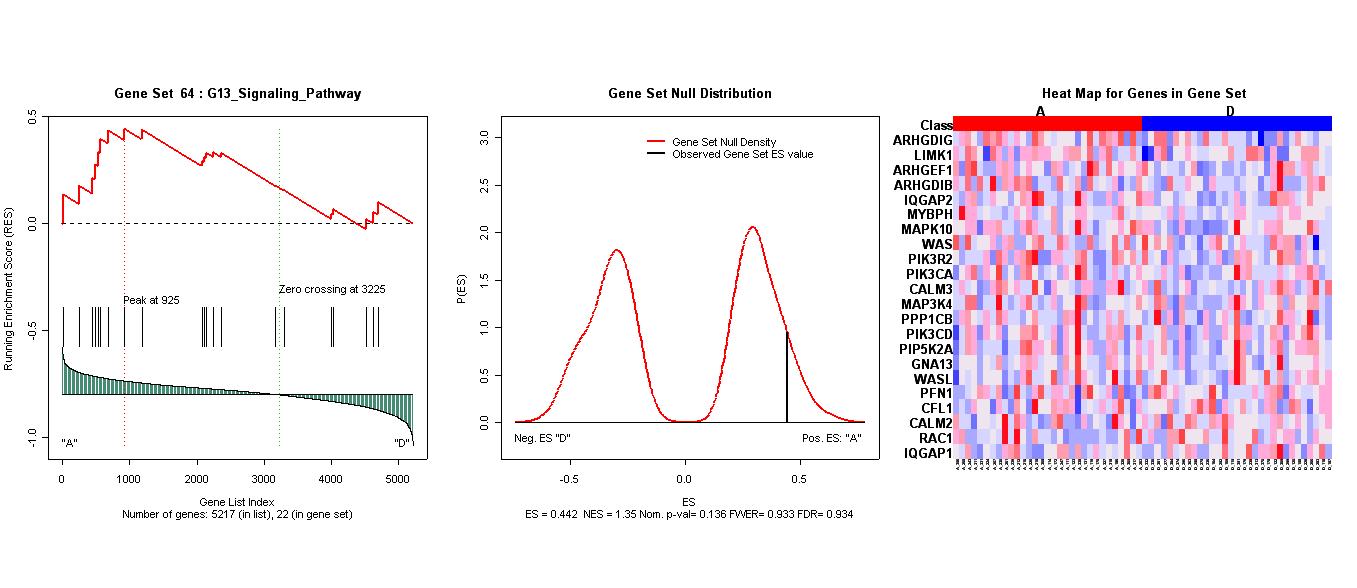 Gene Set  64 : G13_Signaling_Pathway
Running Enrichment Score (RES)
0.5
0.0
-0.5
-1.0
Peak at 925
Zero crossing at 3225
"A"
"D"
0
1000
2000
3000
4000
5000
Gene List Index
Number of genes: 5217 (in list), 22 (in gene set)
Gene Set Null Distribution
P(ES)
3.0
2.5
2.0
1.5
1.0
0.5
0.0
Gene Set Null Density
Observed Gene Set ES value
Neg. ES "D"
Pos. ES: "A"
-0.5
0.0
0.5
ES
ES = 0.442  NES = 1.35 Nom. p-val= 0.136 FWER= 0.933 FDR= 0.934
Heat Map for Genes in Gene Set
A
D
Class
ARHGDIG
LIMK1
ARHGEF1
ARHGDIB
IQGAP2
MYBPH
MAPK10
WAS
PIK3R2
PIK3CA
CALM3
MAP3K4
PPP1CB
PIK3CD
PIP5K2A
GNA13
WASL
PFN1
CFL1
CALM2
RAC1
IQGAP1